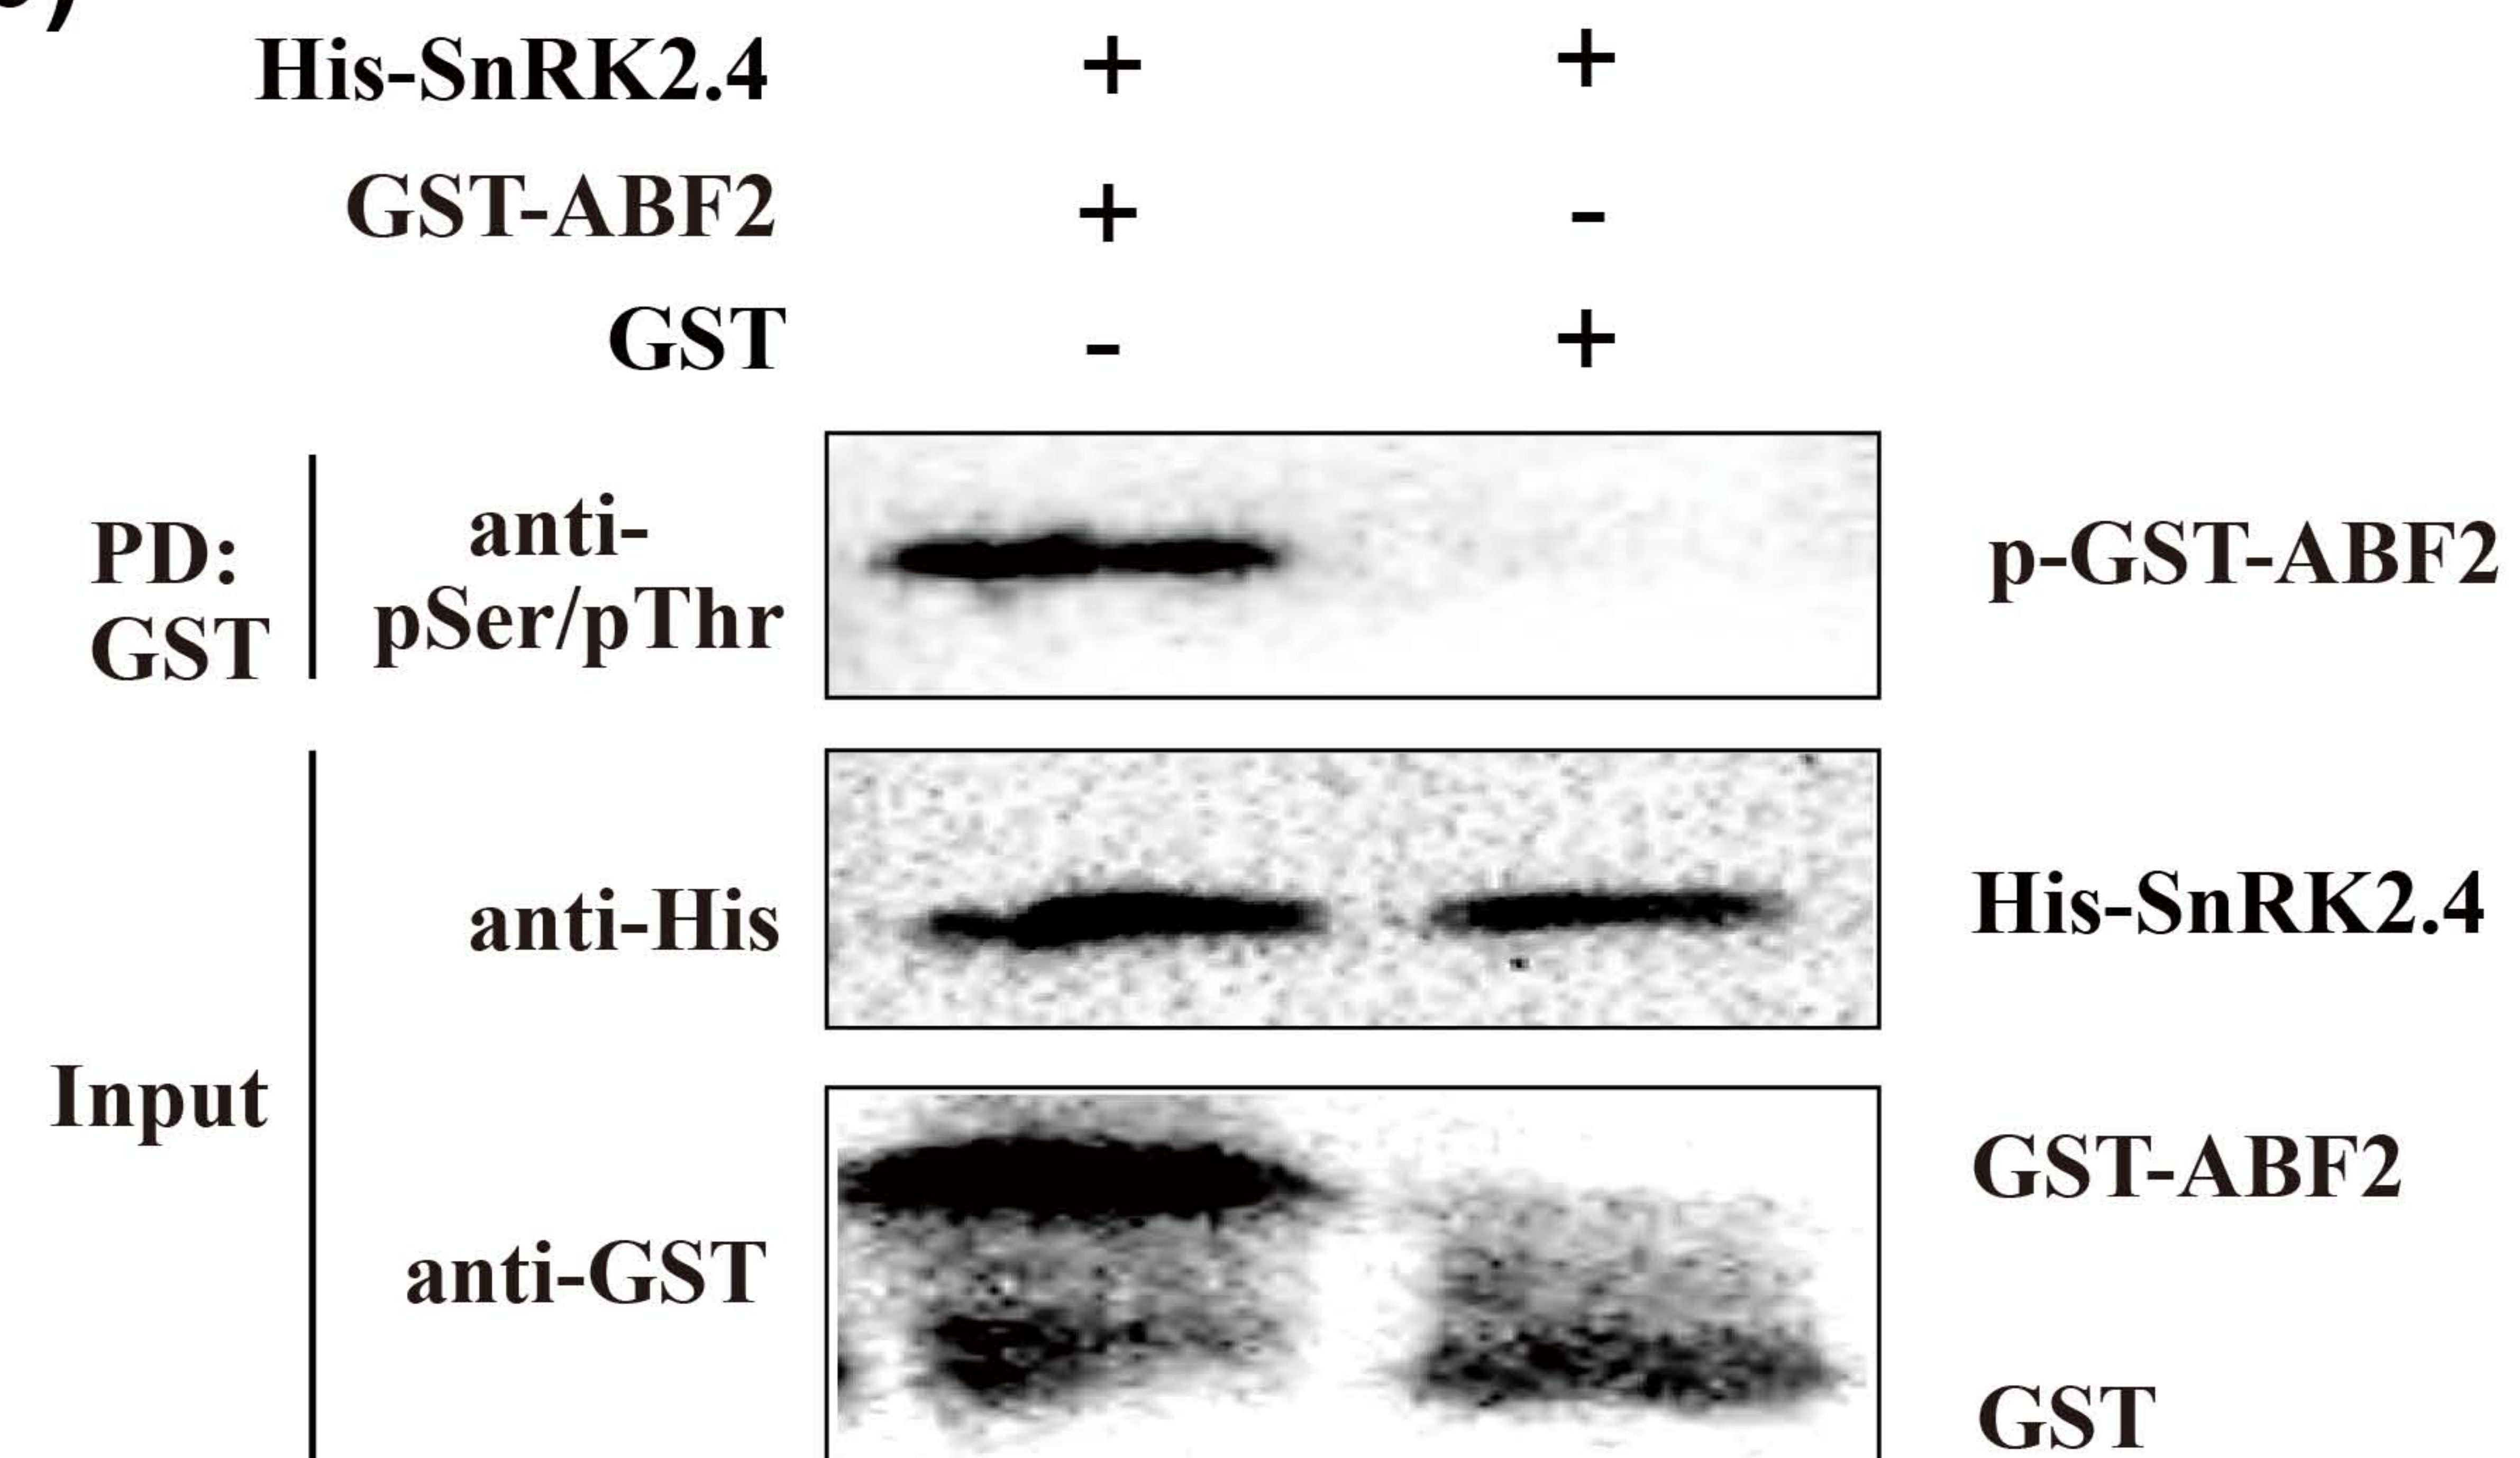 His-SnRK2.4 + +
GST-ABF2 + -
GST - +
PD:
GST
anti-
pSer/pThr
p-GST-ABF2
anti-His
His-SnRK2.4
Input
anti-GST
GST-ABF2
GST